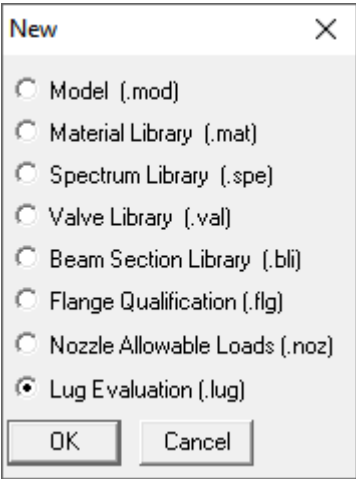 New
Model (.mod)
Material Library (.mat)
Spectrum Library (.spe)
Valve Library (.val)
Beam Section Library (.bli)
Flange Qualification (.flg)
Nozzle Allowable Loads (.noz)
Lug Evaluation (.lug)
OK Cancel